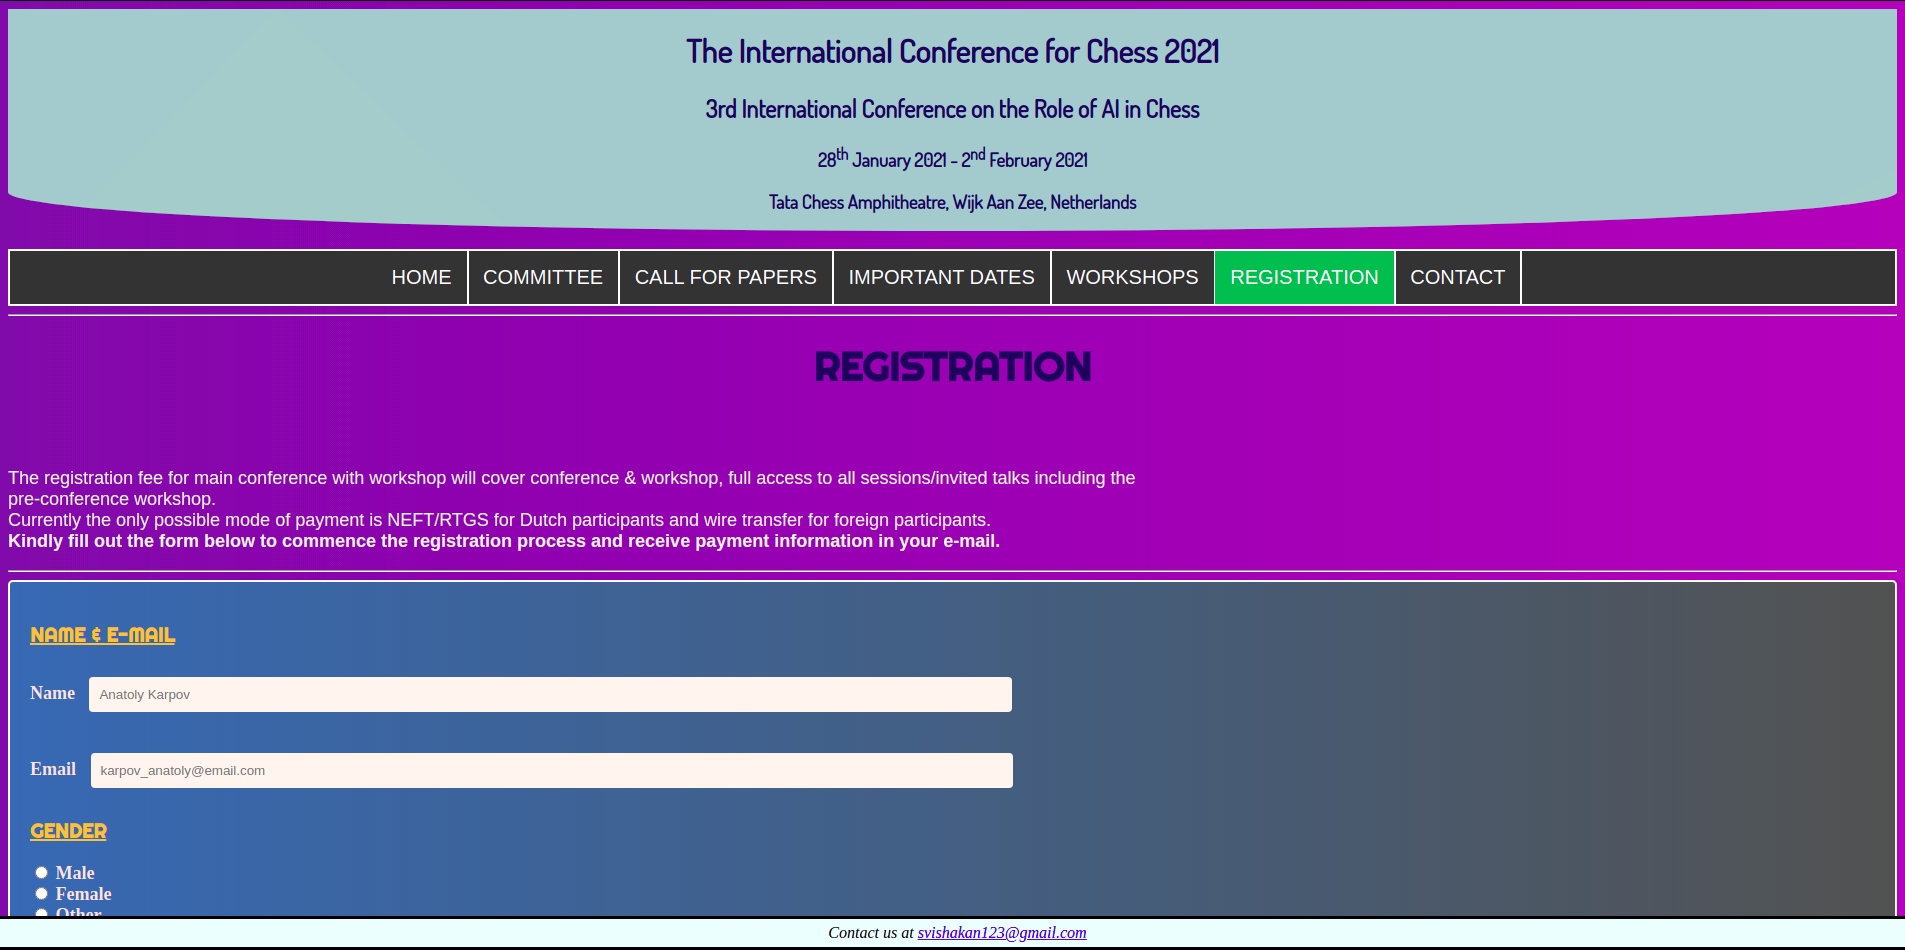 The International Conference for Chess 2021
3rd International Conference on the Role of AI in Chess
28th January 2021 - 2nd February 2021
Tata Chess Amphitheatre, Wijk Aan Zee, Netherlands
HOME COMMITTEE CALL FOR PAPERS IMPORTANT DATES WORKSHOPS REGISTRATION CONTACT
REGISTRATION
The registration fee for main conference with workshop will cover conference & workshop, full access to all sessions/invited talks including the
pre-conference workshop.
Currently the only possible mode of payment is NEFT/RTGS for Dutch participants and wire transfer for foreign participants.
Kindly fill out the form below to commence the registration process and receive payment information in your e-mail.
NAME & E-MAIL
Name Anatoly Karpov
Email karpov_anatoly@email.com
GENDER
Male
Female
Other
Contact us at svishakan123@gmail.com